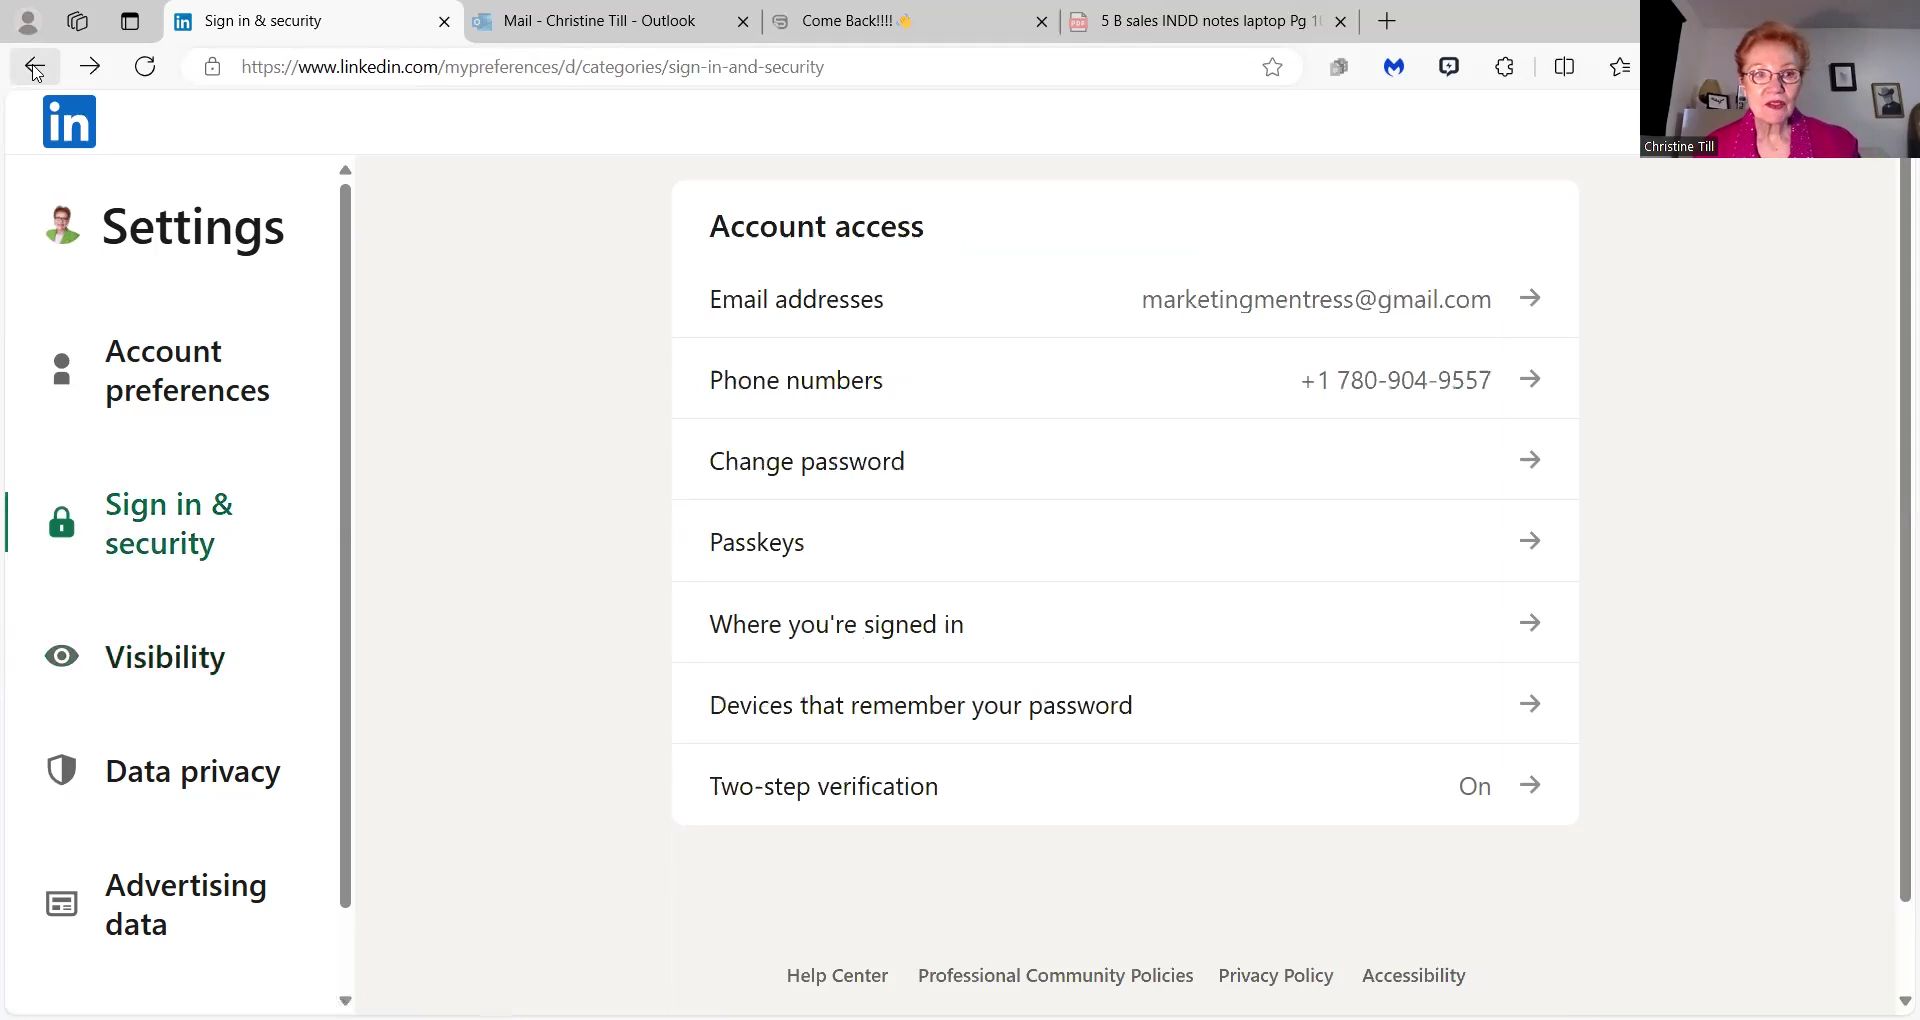 Sign in & security
Mail - Christine Till - Outlook
Come Back!!!!👋
5 B sales INDD notes laptop Pg
https://www.linkedin.com/mypreferences/d/categories/sign-in-and-security
in
Christine Till
Settings
Account
preferences
Sign in &
security
Visibility
Data privacy
Advertising
data
Account access
Email addresses marketingmentress@gmail.com
Phone numbers +1 780-904-9557
Change password
Passkeys
Where you're signed in
Devices that remember your password
Two-step verification On
Help Center Professional Community Policies Privacy Policy Accessibility